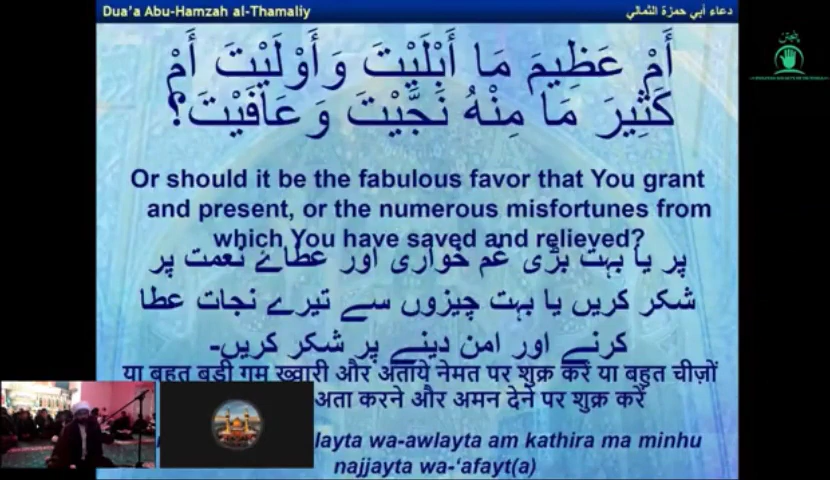 Dua'a Abu-Hamzah al-Thamaliy
دعاء أبي حمزة الثمالي
أَمْ عَظِيمَ مَا أَبْلَيْتَ وَأَوْلَيْتَ أَمْ
كَثِيرَ مَا مِنْهُ نَجَّيْتَ وَعَافَيْتَ؟
Or should it be the fabulous favor that You grant
and present, or the numerous misfortunes from
which You have saved and relieved?
پر یا بہت بڑی غم خواری اور عطاۓ نعمت پر
شکر کریں یا بہت چیزوں سے تیرے نجات عطا
کرنے اور امن دینے پر شکر کریں-
या बहुत बड़ी गम ख्वारी और अताये नेमत पर शुक्र करें या बहुत चीज़ों
अता करने और अमन देने पर शुक्र करें
layta wa-awlayta am kathira ma minhu
najjayta wa-'afayt(a)